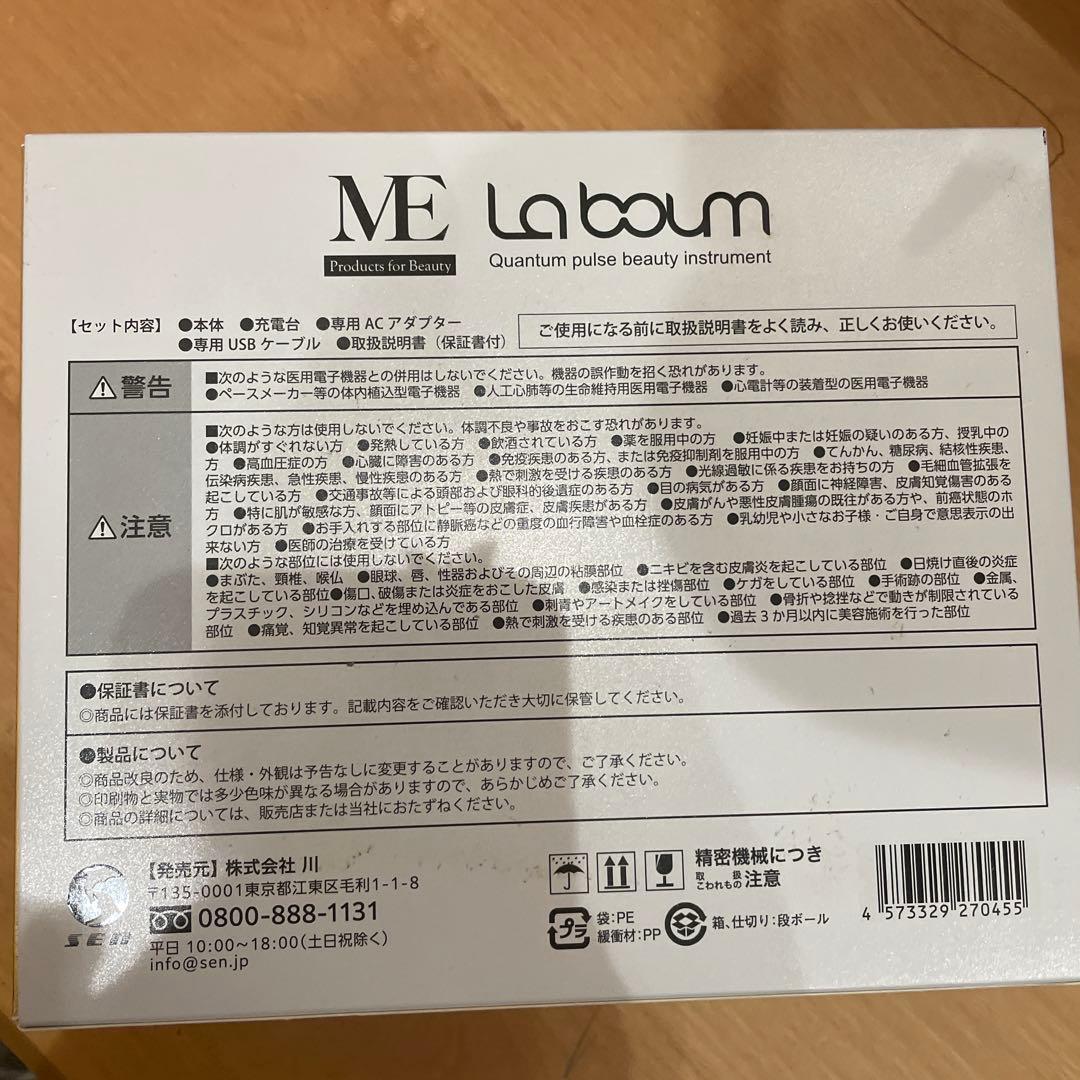 ME
Products for Beauty
La boum
Quantum pulse beauty instrument
【セット内容】 ●本体 ●充電台 ●専用ACアダプター
●専用USBケーブル ●取扱説明書（保証書付）
ご使用になる前に取扱説明書をよく読み、正しくお使いください。
警告
■次のような医用電子機器との併用はしないでください。機器の誤作動を招く恐れがあります。
●ペースメーカー等の体内植込型電子機器 ●人工心肺等の生命維持用医用電子機器 ●心電計等の装着型の医用電子機器
注意
■次のような方は使用しないでください。体調不良や事故をおこす恐れがあります。
●体調がすぐれない方 ●発熱している方 ●飲酒されている方 ●薬を服用中の方 ●妊娠中または妊娠の疑いのある方、授乳中の
方 ●高血圧症の方 ●心臓に障害のある方 ●免疫疾患のある方、または免疫抑制剤を服用中の方 ●てんかん、糖尿病、結核性疾患、
伝染病疾患、急性疾患、慢性疾患のある方 ●熱で刺激を受ける疾患のある方 ●光線過敏に係る疾患をお持ちの方 ●毛細血管拡張を
起こしている方 ●交通事故等による頭部および眼科的後遺症のある方 ●目の病気がある方 ●顔面に神経障害、皮膚知覚傷害のある
方 ●特に肌が敏感な方、顔面にアトピー等の皮膚症、皮膚疾患がある方 ●皮膚がんや悪性皮膚腫瘍の既往がある方や、前癌状態のホ
クロがある方 ●お手入れする部位に静脈癌などの重度の血行障害や血栓症のある方 ●乳幼児や小さなお子様・ご自身で意思表示の出
来ない方 ●医師の治療を受けている方
■次のような部位には使用しないでください。
●まぶた、頸椎、喉仏 ●眼球、唇、性器およびその周辺の粘膜部位 ●ニキビを含む皮膚炎を起こしている部位 ●日焼け直後の炎症
を起こしている部位●傷口、破傷または炎症をおこした皮膚 ●感染または挫傷部位 ●ケガをしている部位 ●手術跡の部位 ●金属、
プラスチック、シリコンなどを埋め込んである部位 ●刺青やアートメイクをしている部位 ●骨折や捻挫などで動きが制限されている
部位 ●痛覚、知覚異常を起こしている部位 ●熱で刺激を受ける疾患のある部位 ●過去3か月以内に美容施術を行った部位
●保証書について
◎商品には保証書を添付しております。記載内容をご確認いただき大切に保管してください。
●製品について
◎商品改良のため、仕様・外観は予告なしに変更することがありますので、ご了承ください。
◎印刷物と実物では多少色味が異なる場合がありますので、あらかじめご了承ください。
◎商品の詳細については、販売店または当社におたずねください。
SEN
【発売元】株式会社 川
〒135-0001東京都江東区毛利1-1-8
0800-888-1131
平日 10:00〜18:00(土日祝除く)
info@sen.jp
精密機械につき
取扱注意
こわれもの
プラ
袋:PE
緩衝材:PP
箱、仕切り:段ボール
4 573329 270455